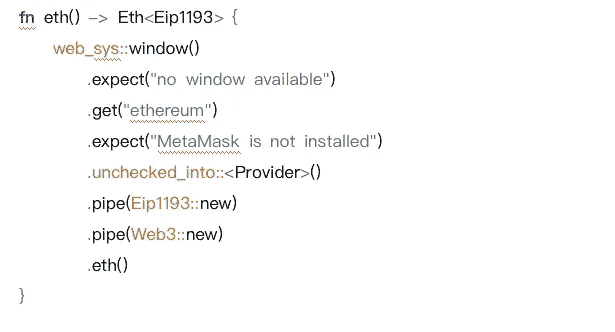 fn eth() -> Eth<Eip1193> {
    web_sys::window()
        .expect("no window available")
        .get("ethereum")
        .expect("MetaMask is not installed")
        .unchecked_into::<Provider>()
        .pipe(Eip1193::new)
        .pipe(Web3::new)
        .eth()
}